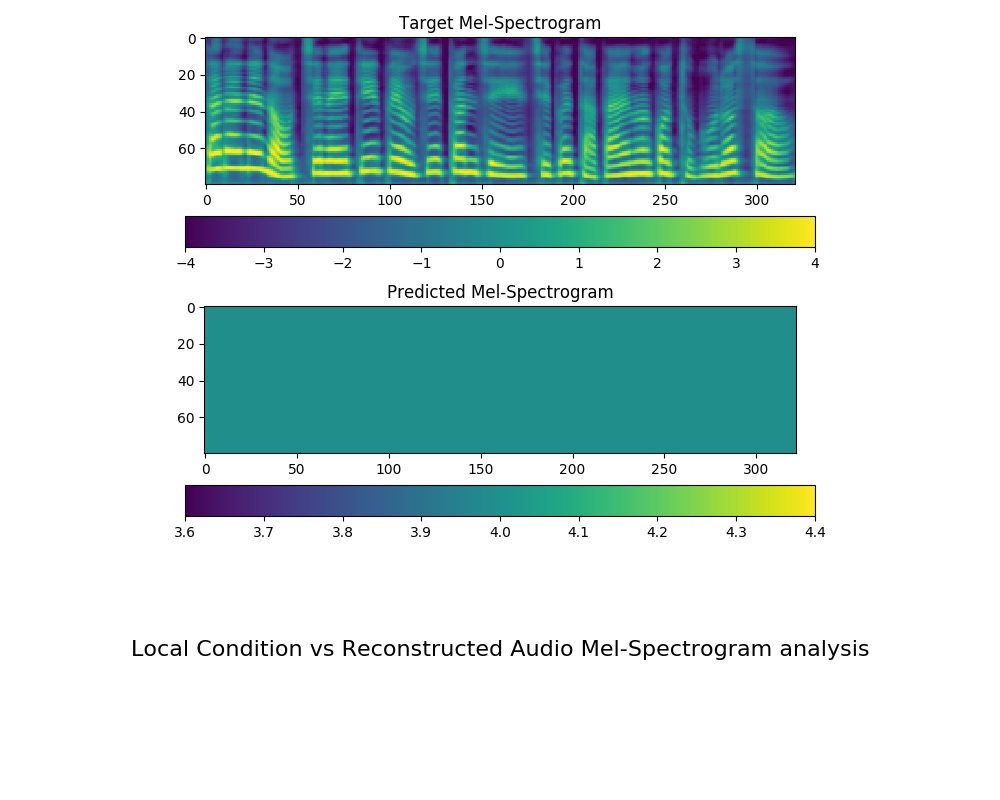 Target Mel-Spectrogram
0
20
40
60
0 50 100 150 200 250 300
−4 −3 −2 −1 0 1 2 3 4
Predicted Mel-Spectrogram
0
20
40
60
0 50 100 150 200 250 300
3.6 3.7 3.8 3.9 4.0 4.1 4.2 4.3 4.4
Local Condition vs Reconstructed Audio Mel-Spectrogram analysis